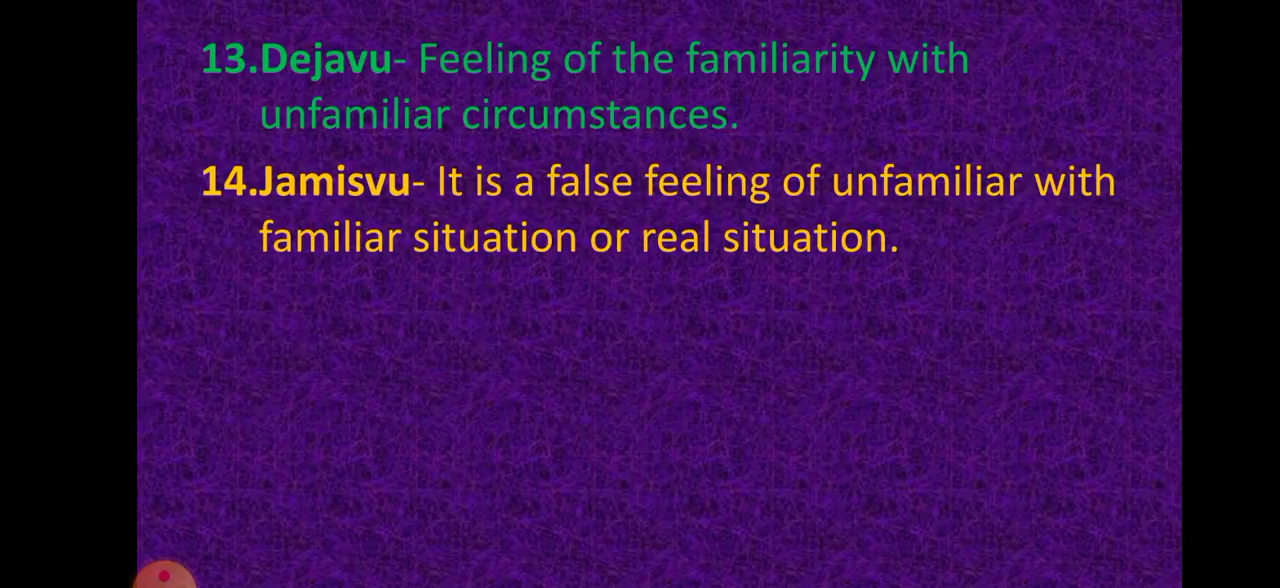 13.Dejavu- Feeling of the familiarity with
unfamiliar circumstances.
14.Jamisvu- It is a false feeling of unfamiliar with
familiar situation or real situation.